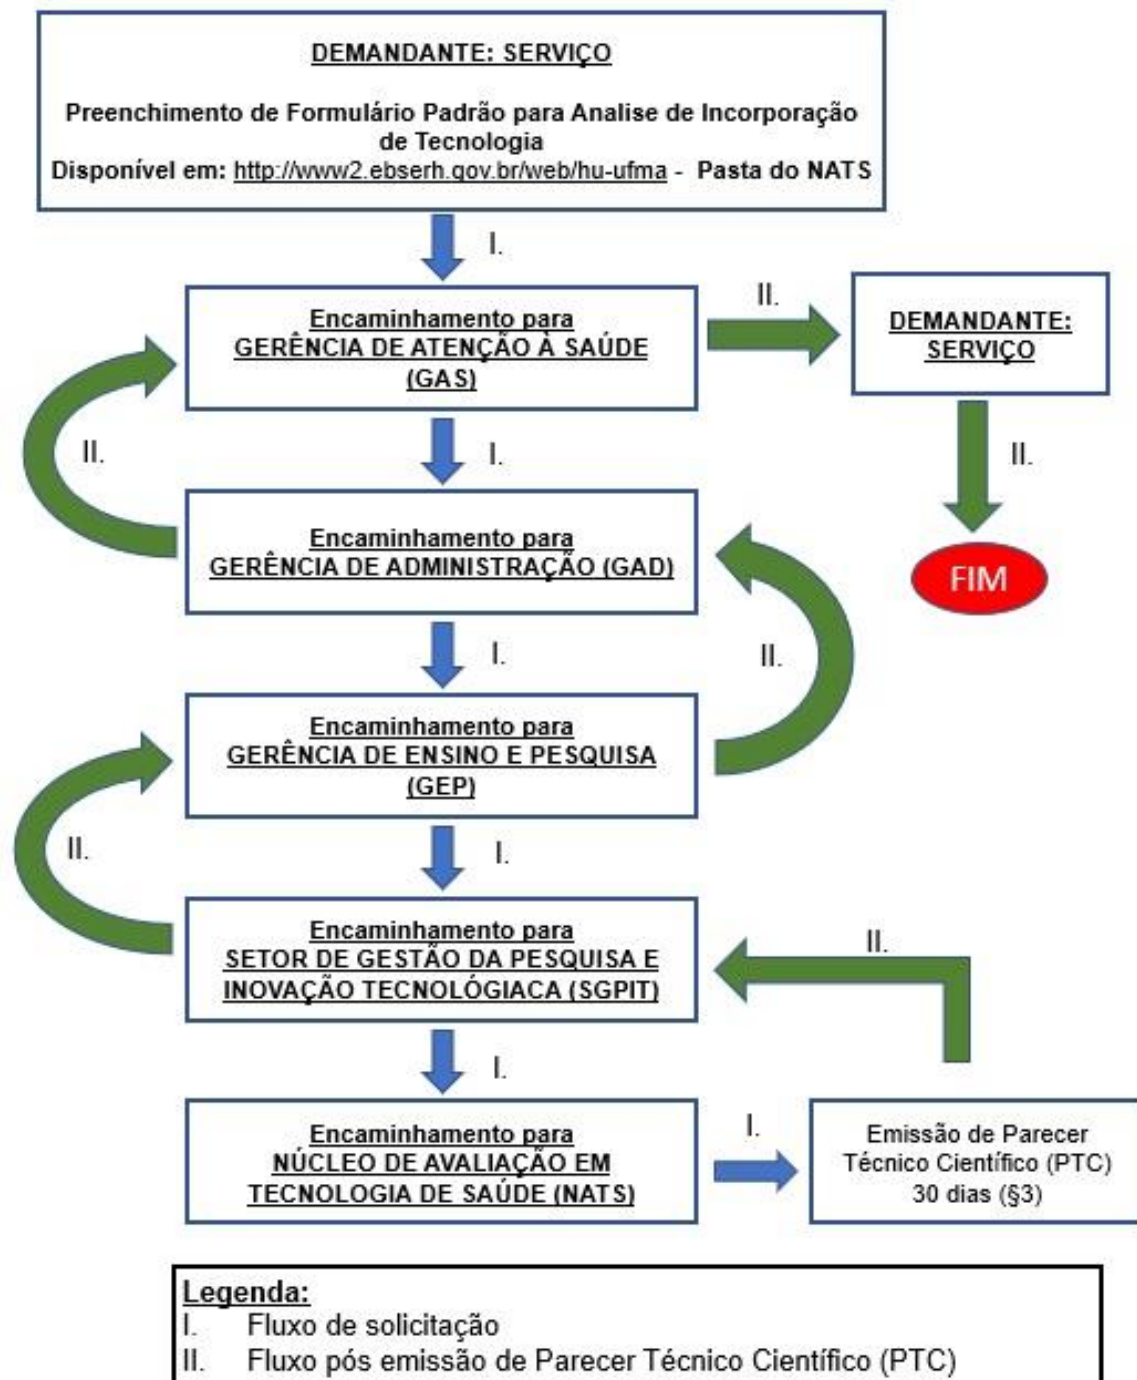 DEMANDANTE: SERVIÇO
Preenchimento de Formulário Padrão para Analise de Incorporação
de Tecnologia
Disponível em: http://www2.ebserh.gov.br/web/hu-ufma - Pasta do NATS
I.
Encaminhamento para
GERÊNCIA DE ATENÇÃO À SAÚDE
(GAS)
II.
DEMANDANTE:
SERVIÇO
II.
I.
II.
Encaminhamento para
GERÊNCIA DE ADMINISTRAÇÃO (GAD)
FIM
I.
II.
Encaminhamento para
GERÊNCIA DE ENSINO E PESQUISA
(GEP)
II.
I.
Encaminhamento para
SETOR DE GESTÃO DA PESQUISA E
INOVAÇÃO TECNOLÓGIACA (SGPIT)
II.
I.
Encaminhamento para
NÚCLEO DE AVALIAÇÃO EM
TECNOLOGIA DE SAÚDE (NATS)
I.
Emissão de Parecer
Técnico Científico (PTC)
30 dias (§3)
Legenda:
I. Fluxo de solicitação
II. Fluxo pós emissão de Parecer Técnico Científico (PTC)